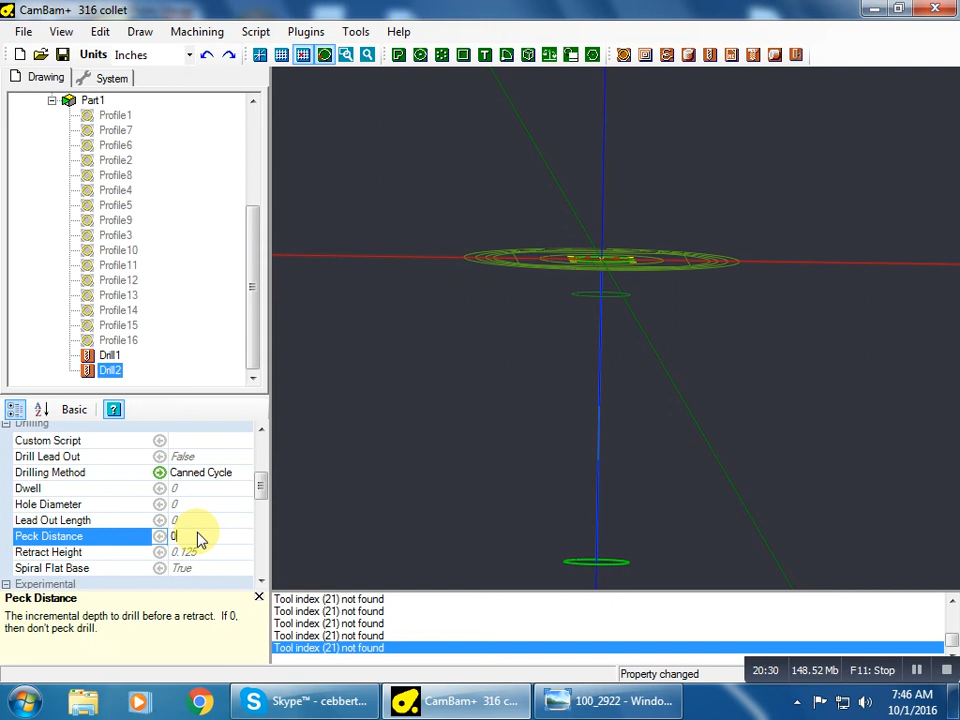 CamBam+ 316 collet
File View Edit Draw Machining Script Plugins Tools Help
Units Inches
Drawing System
Part1
Profile1
Profile7
Profile6
Profile2
Profile8
Profile4
Profile5
Profile9
Profile3
Profile10
Profile11
Profile12
Profile13
Profile14
Profile15
Profile16
Drill1
Drill2
Basic
Drilling
Custom Script
Drill Lead Out False
Drilling Method Canned Cycle
Dwell 0
Hole Diameter 0
Lead Out Length 0
Peck Distance 0
Retract Height 0.125
Spiral Flat Base True
Experimental
Peck Distance
The incremental depth to drill before a retract. If 0,
then don't peck drill.
Tool index (21) not found
Tool index (21) not found
Tool index (21) not found
Tool index (21) not found
Tool index (21) not found
Property changed
20:30 148.52 Mb F11: Stop
Skype™ - cebbert...
CamBam+ 316 c...
100_2922 - Windo...
7:46 AM
10/1/2016